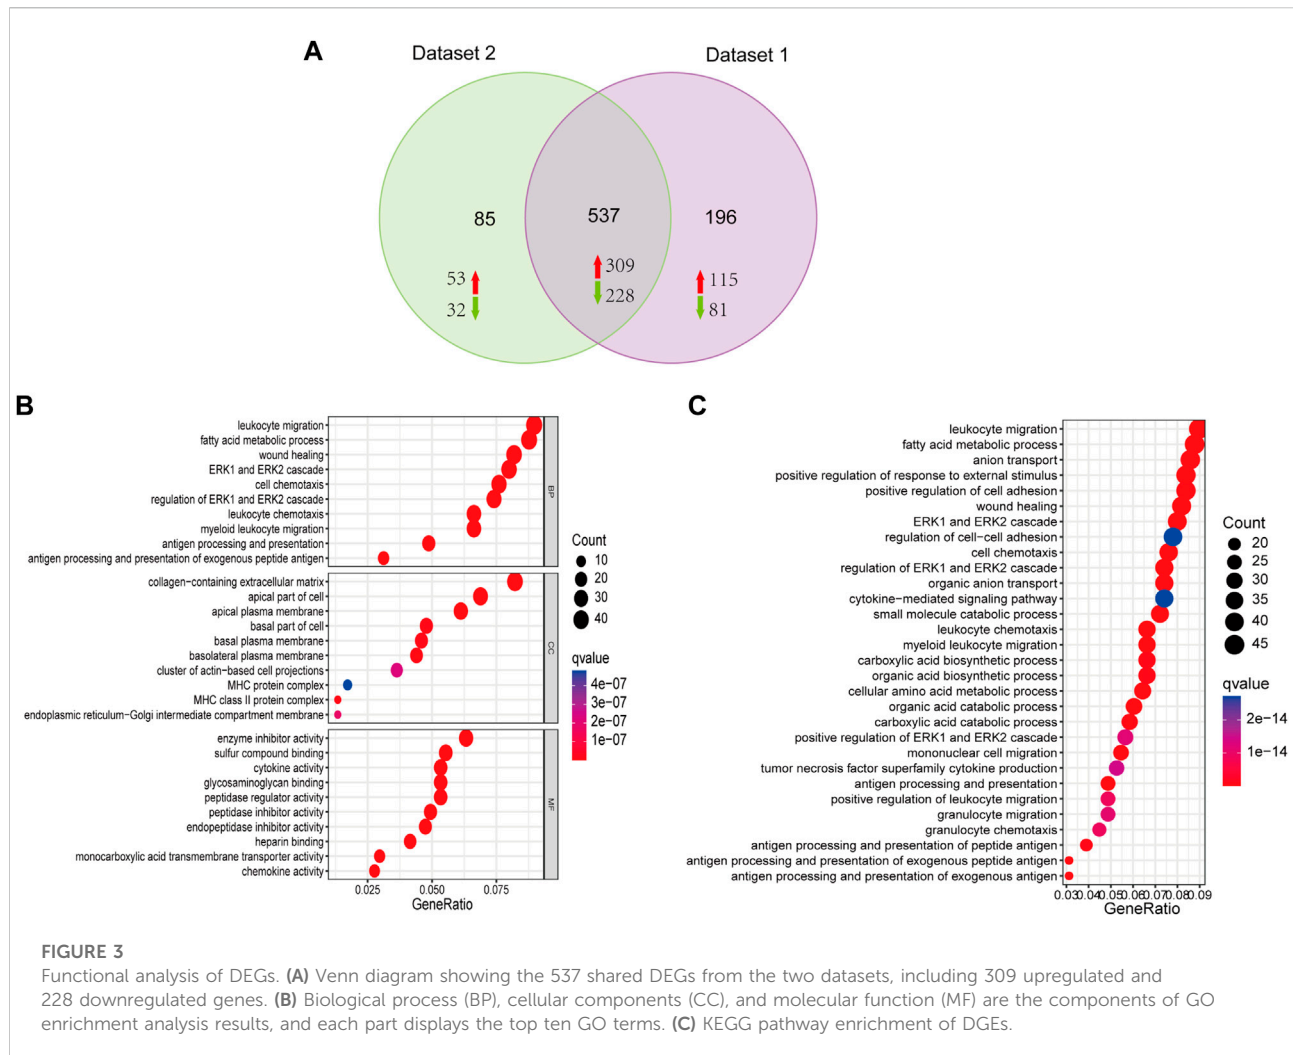 A
Dataset 2
Dataset 1
85
537
196
53
32
309
228
115
81
B
leukocyte migration
fatty acid metabolic process
wound healing
ERK1 and ERK2 cascade
cell chemotaxis
regulation of ERK1 and ERK2 cascade
leukocyte chemotaxis
myeloid leukocyte migration
antigen processing and presentation
antigen processing and presentation of exogenous peptide antigen
BP
collagen-containing extracellular matrix
apical part of cell
apical plasma membrane
basal part of cell
basal plasma membrane
basolateral plasma membrane
cluster of actin-based cell projections
MHC protein complex
MHC class II protein complex
endoplasmic reticulum-Golgi intermediate compartment membrane
CC
enzyme inhibitor activity
sulfur compound binding
cytokine activity
glycosaminoglycan binding
peptidase regulator activity
peptidase inhibitor activity
endopeptidase inhibitor activity
heparin binding
monocarboxylic acid transmembrane transporter activity
chemokine activity
MF
0.025 0.050 0.075
GeneRatio
Count
10
20
30
40
qvalue
4e-07
3e-07
2e-07
1e-07
C
leukocyte migration
fatty acid metabolic process
anion transport
positive regulation of response to external stimulus
positive regulation of cell adhesion
wound healing
ERK1 and ERK2 cascade
regulation of cell-cell adhesion
cell chemotaxis
regulation of ERK1 and ERK2 cascade
organic anion transport
cytokine-mediated signaling pathway
small molecule catabolic process
leukocyte chemotaxis
myeloid leukocyte migration
carboxylic acid biosynthetic process
organic acid biosynthetic process
cellular amino acid metabolic process
organic acid catabolic process
carboxylic acid catabolic process
positive regulation of ERK1 and ERK2 cascade
mononuclear cell migration
tumor necrosis factor superfamily cytokine production
antigen processing and presentation
positive regulation of leukocyte migration
granulocyte migration
granulocyte chemotaxis
antigen processing and presentation of peptide antigen
antigen processing and presentation of exogenous peptide antigen
antigen processing and presentation of exogenous antigen
0.03 0.04 0.05 0.06 0.07 0.08 0.09
GeneRatio
Count
20
25
30
35
40
45
qvalue
2e-14
1e-14
FIGURE 3
Functional analysis of DEGs. (A) Venn diagram showing the 537 shared DEGs from the two datasets, including 309 upregulated and
228 downregulated genes. (B) Biological process (BP), cellular components (CC), and molecular function (MF) are the components of GO
enrichment analysis results, and each part displays the top ten GO terms. (C) KEGG pathway enrichment of DGEs.